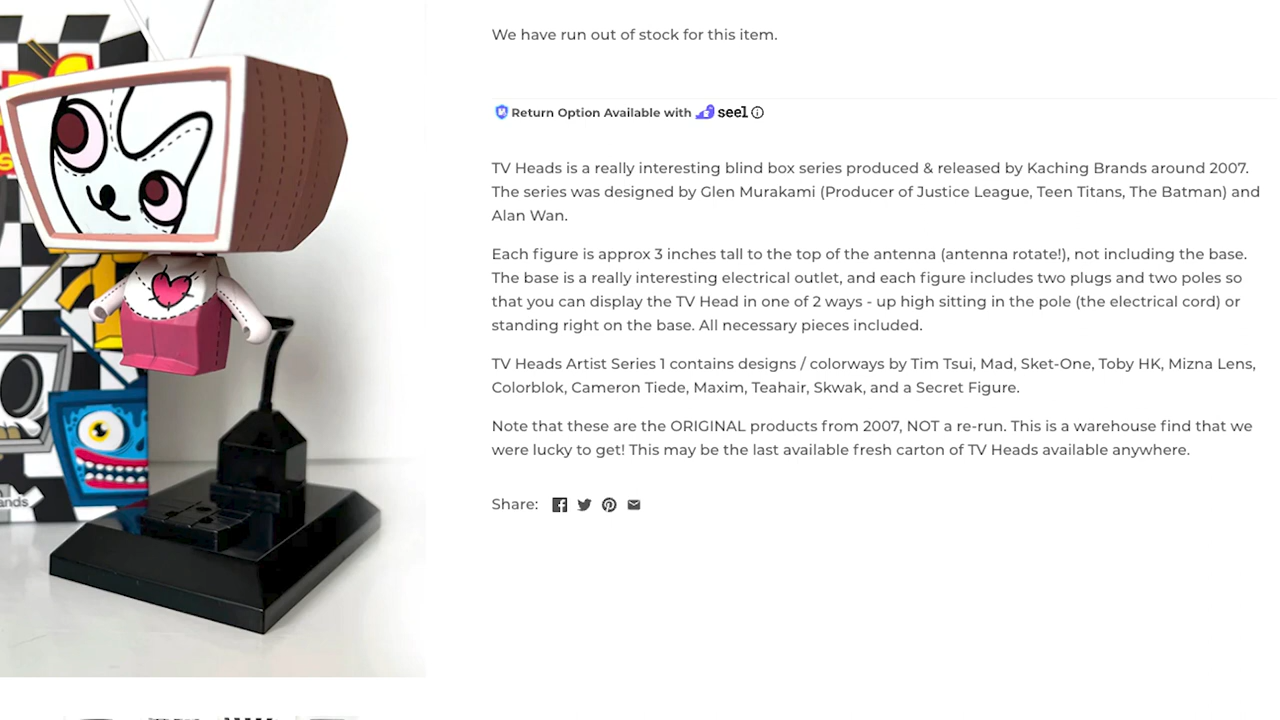 We have run out of stock for this item.
Return Option Available with seel
TV Heads is a really interesting blind box series produced & released by Kaching Brands around 2007.
The series was designed by Glen Murakami (Producer of Justice League, Teen Titans, The Batman) and
Alan Wan.
Each figure is approx 3 inches tall to the top of the antenna (antenna rotate!), not including the base.
The base is a really interesting electrical outlet, and each figure includes two plugs and two poles so
that you can display the TV Head in one of 2 ways - up high sitting in the pole (the electrical cord) or
standing right on the base. All necessary pieces included.
TV Heads Artist Series 1 contains designs / colorways by Tim Tsui, Mad, Sket-One, Toby HK, Mizna Lens,
Colorblok, Cameron Tiede, Maxim, Teahair, Skwak, and a Secret Figure.
Note that these are the ORIGINAL products from 2007, NOT a re-run. This is a warehouse find that we
were lucky to get! This may be the last available fresh carton of TV Heads available anywhere.
Share: